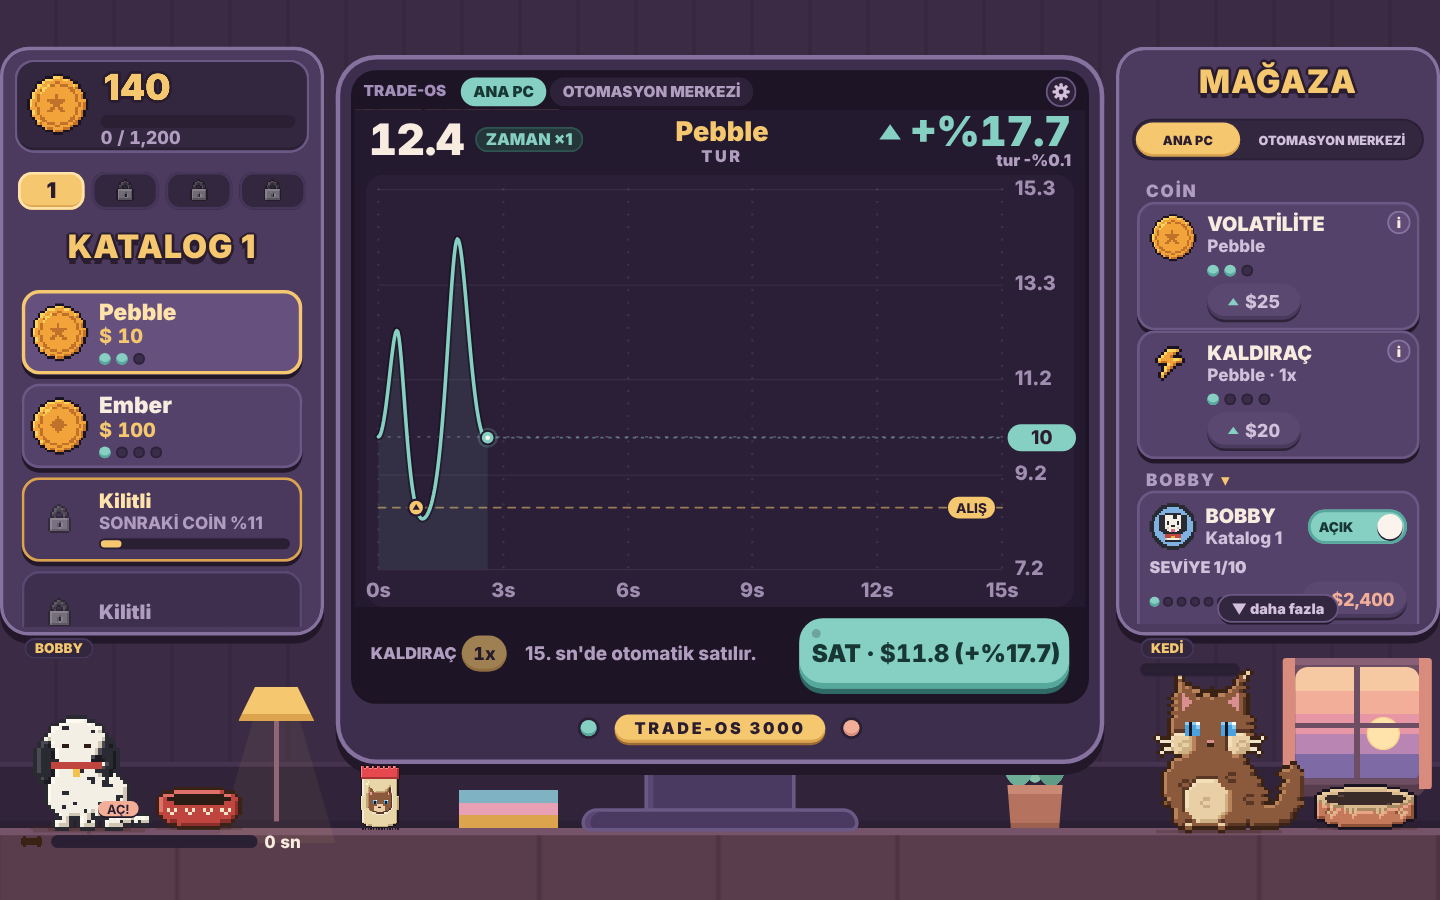 140
0 / 1,200
1
KATALOG 1
Pebble
$ 10
Ember
$ 100
Kilitli
SONRAKİ COİN %11
Kilitli
BOBBY
AÇ!
0 sn
TRADE-OS
ANA PC
OTOMASYON MERKEZİ
12.4
ZAMAN ×1
Pebble
TUR
+%17.7
tur -%0.1
15.3
13.3
11.2
10
9.2
ALIŞ
7.2
0s 3s 6s 9s 12s 15s
KALDIRAÇ 1x
15. sn'de otomatik satılır.
SAT · $11.8 (+%17.7)
TRADE-OS 3000
MAĞAZA
ANA PC
OTOMASYON MERKEZİ
COİN
VOLATİLİTE
i
Pebble
$25
KALDIRAÇ
i
Pebble · 1x
$20
BOBBY ▼
BOBBY
Katalog 1
AÇIK
SEVİYE 1/10
$2,400
▼ daha fazla
KEDİ